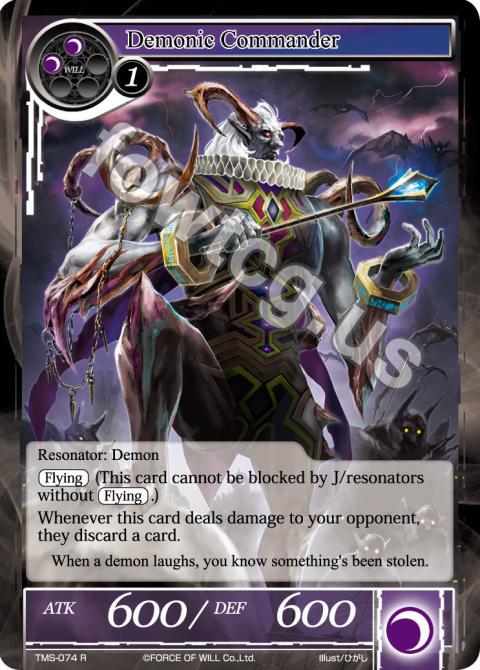 Demonic Commander
WILL
1
fowtcg.us
Resonator: Demon
Flying (This card cannot be blocked by J/resonators
without Flying.)
Whenever this card deals damage to your opponent,
they discard a card.
When a demon laughs, you know something's been stolen.
ATK 600 / DEF 600
TMS-074 R ©FORCE OF WILL Co.,Ltd. Illust/ひがし